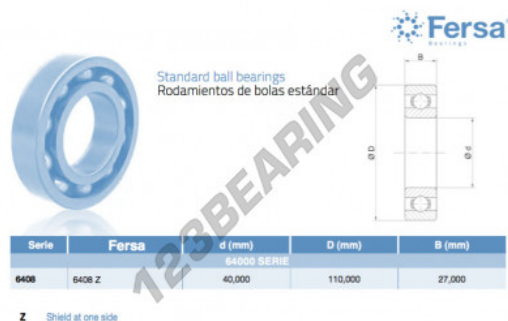 Fersa
Bearings
Standard ball bearings
Rodamientos de bolas estándar
B
Ø D
Ø d
123BEARING
Serie Fersa d (mm) D (mm) B (mm)
64000 SERIE
6408 6408 Z 40,000 110,000 27,000
Z Shield at one side